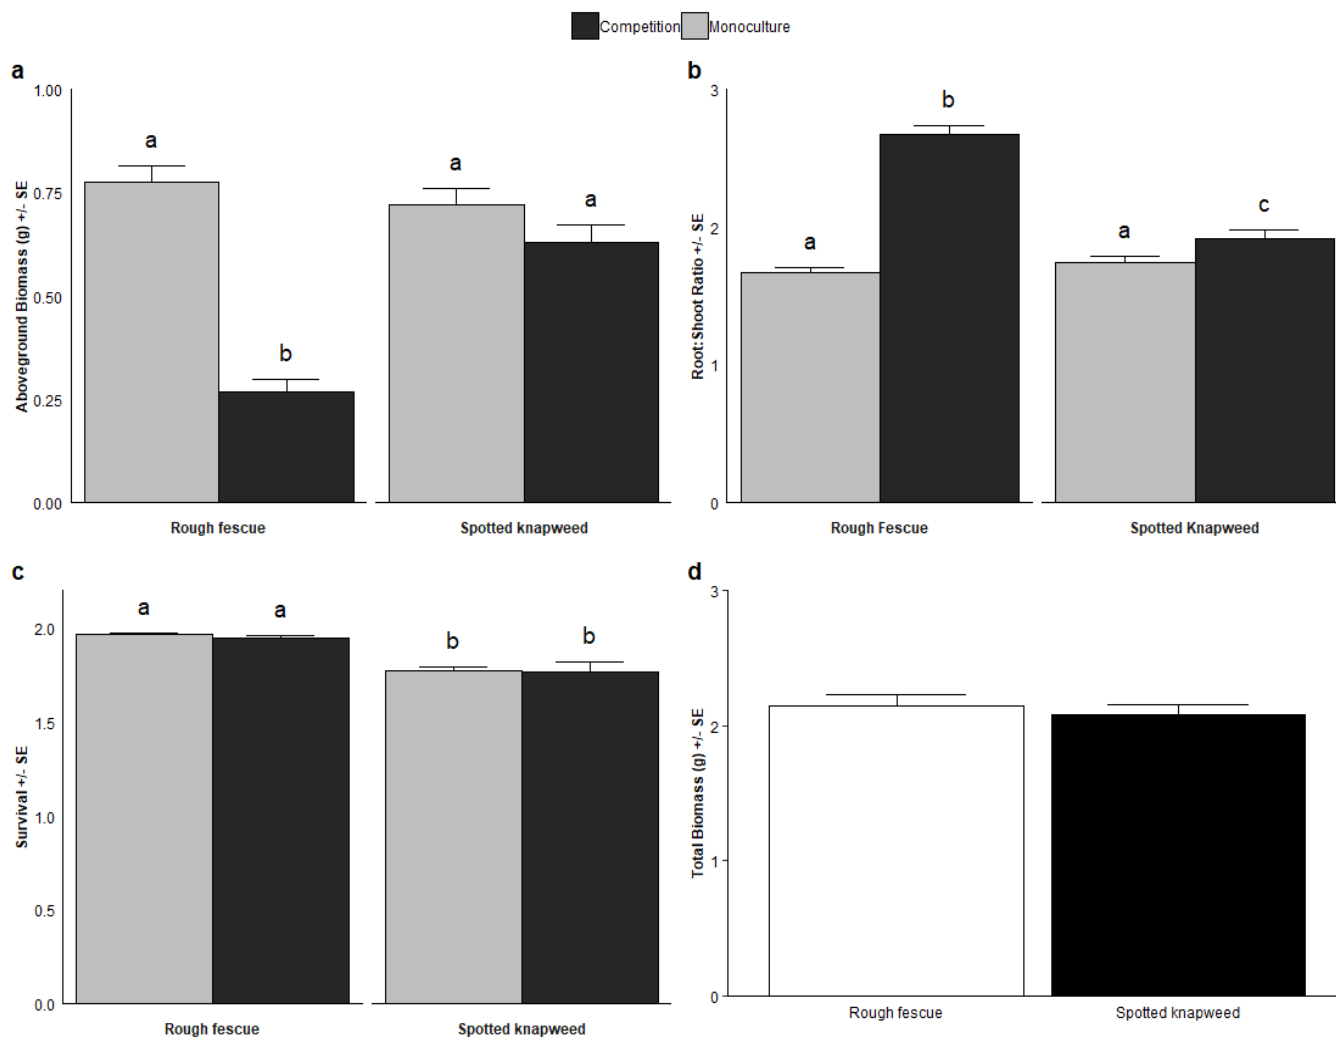 Competition Monoculture
a
Aboveground Biomass (g) +/- SE
1.00
0.75
0.50
0.25
0.00
a
b
a
a
Rough fescue
Spotted knapweed
b
Root:Shoot Ratio +/- SE
3
2
1
0
a
b
a
c
Rough Fescue
Spotted Knapweed
c
Survival +/- SE
2.0
1.5
1.0
0.5
0.0
a
a
b
b
Rough fescue
Spotted knapweed
d
Total Biomass (g) +/- SE
3
2
1
0
Rough fescue
Spotted knapweed